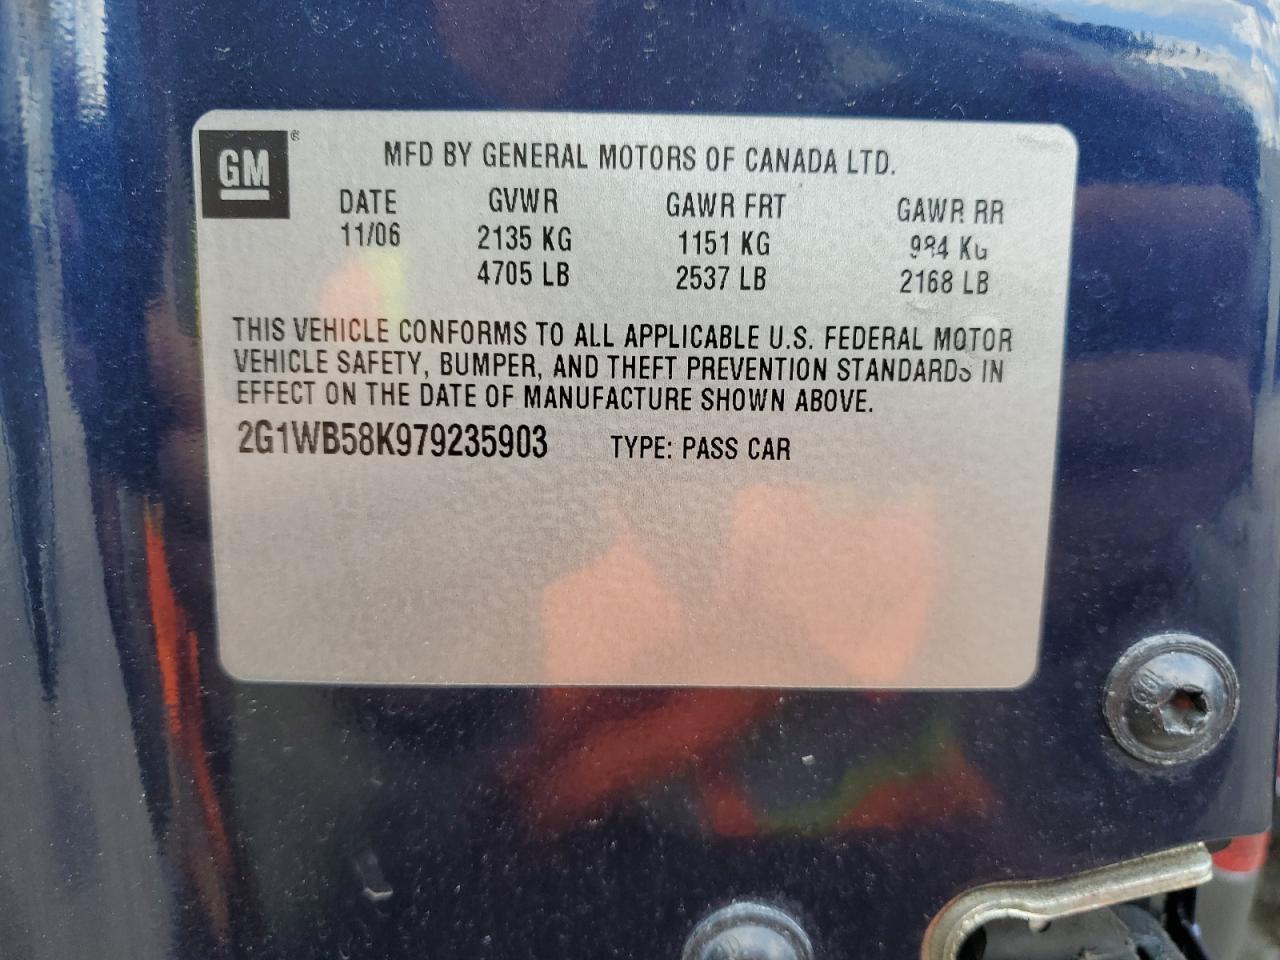 GM®
MFD BY GENERAL MOTORS OF CANADA LTD.
DATE GVWR GAWR FRT GAWR RR
11/06 2135 KG 1151 KG 984 KG
4705 LB 2537 LB 2168 LB
THIS VEHICLE CONFORMS TO ALL APPLICABLE U.S. FEDERAL MOTOR
VEHICLE SAFETY, BUMPER, AND THEFT PREVENTION STANDARDS IN
EFFECT ON THE DATE OF MANUFACTURE SHOWN ABOVE.
2G1WB58K979235903 TYPE: PASS CAR